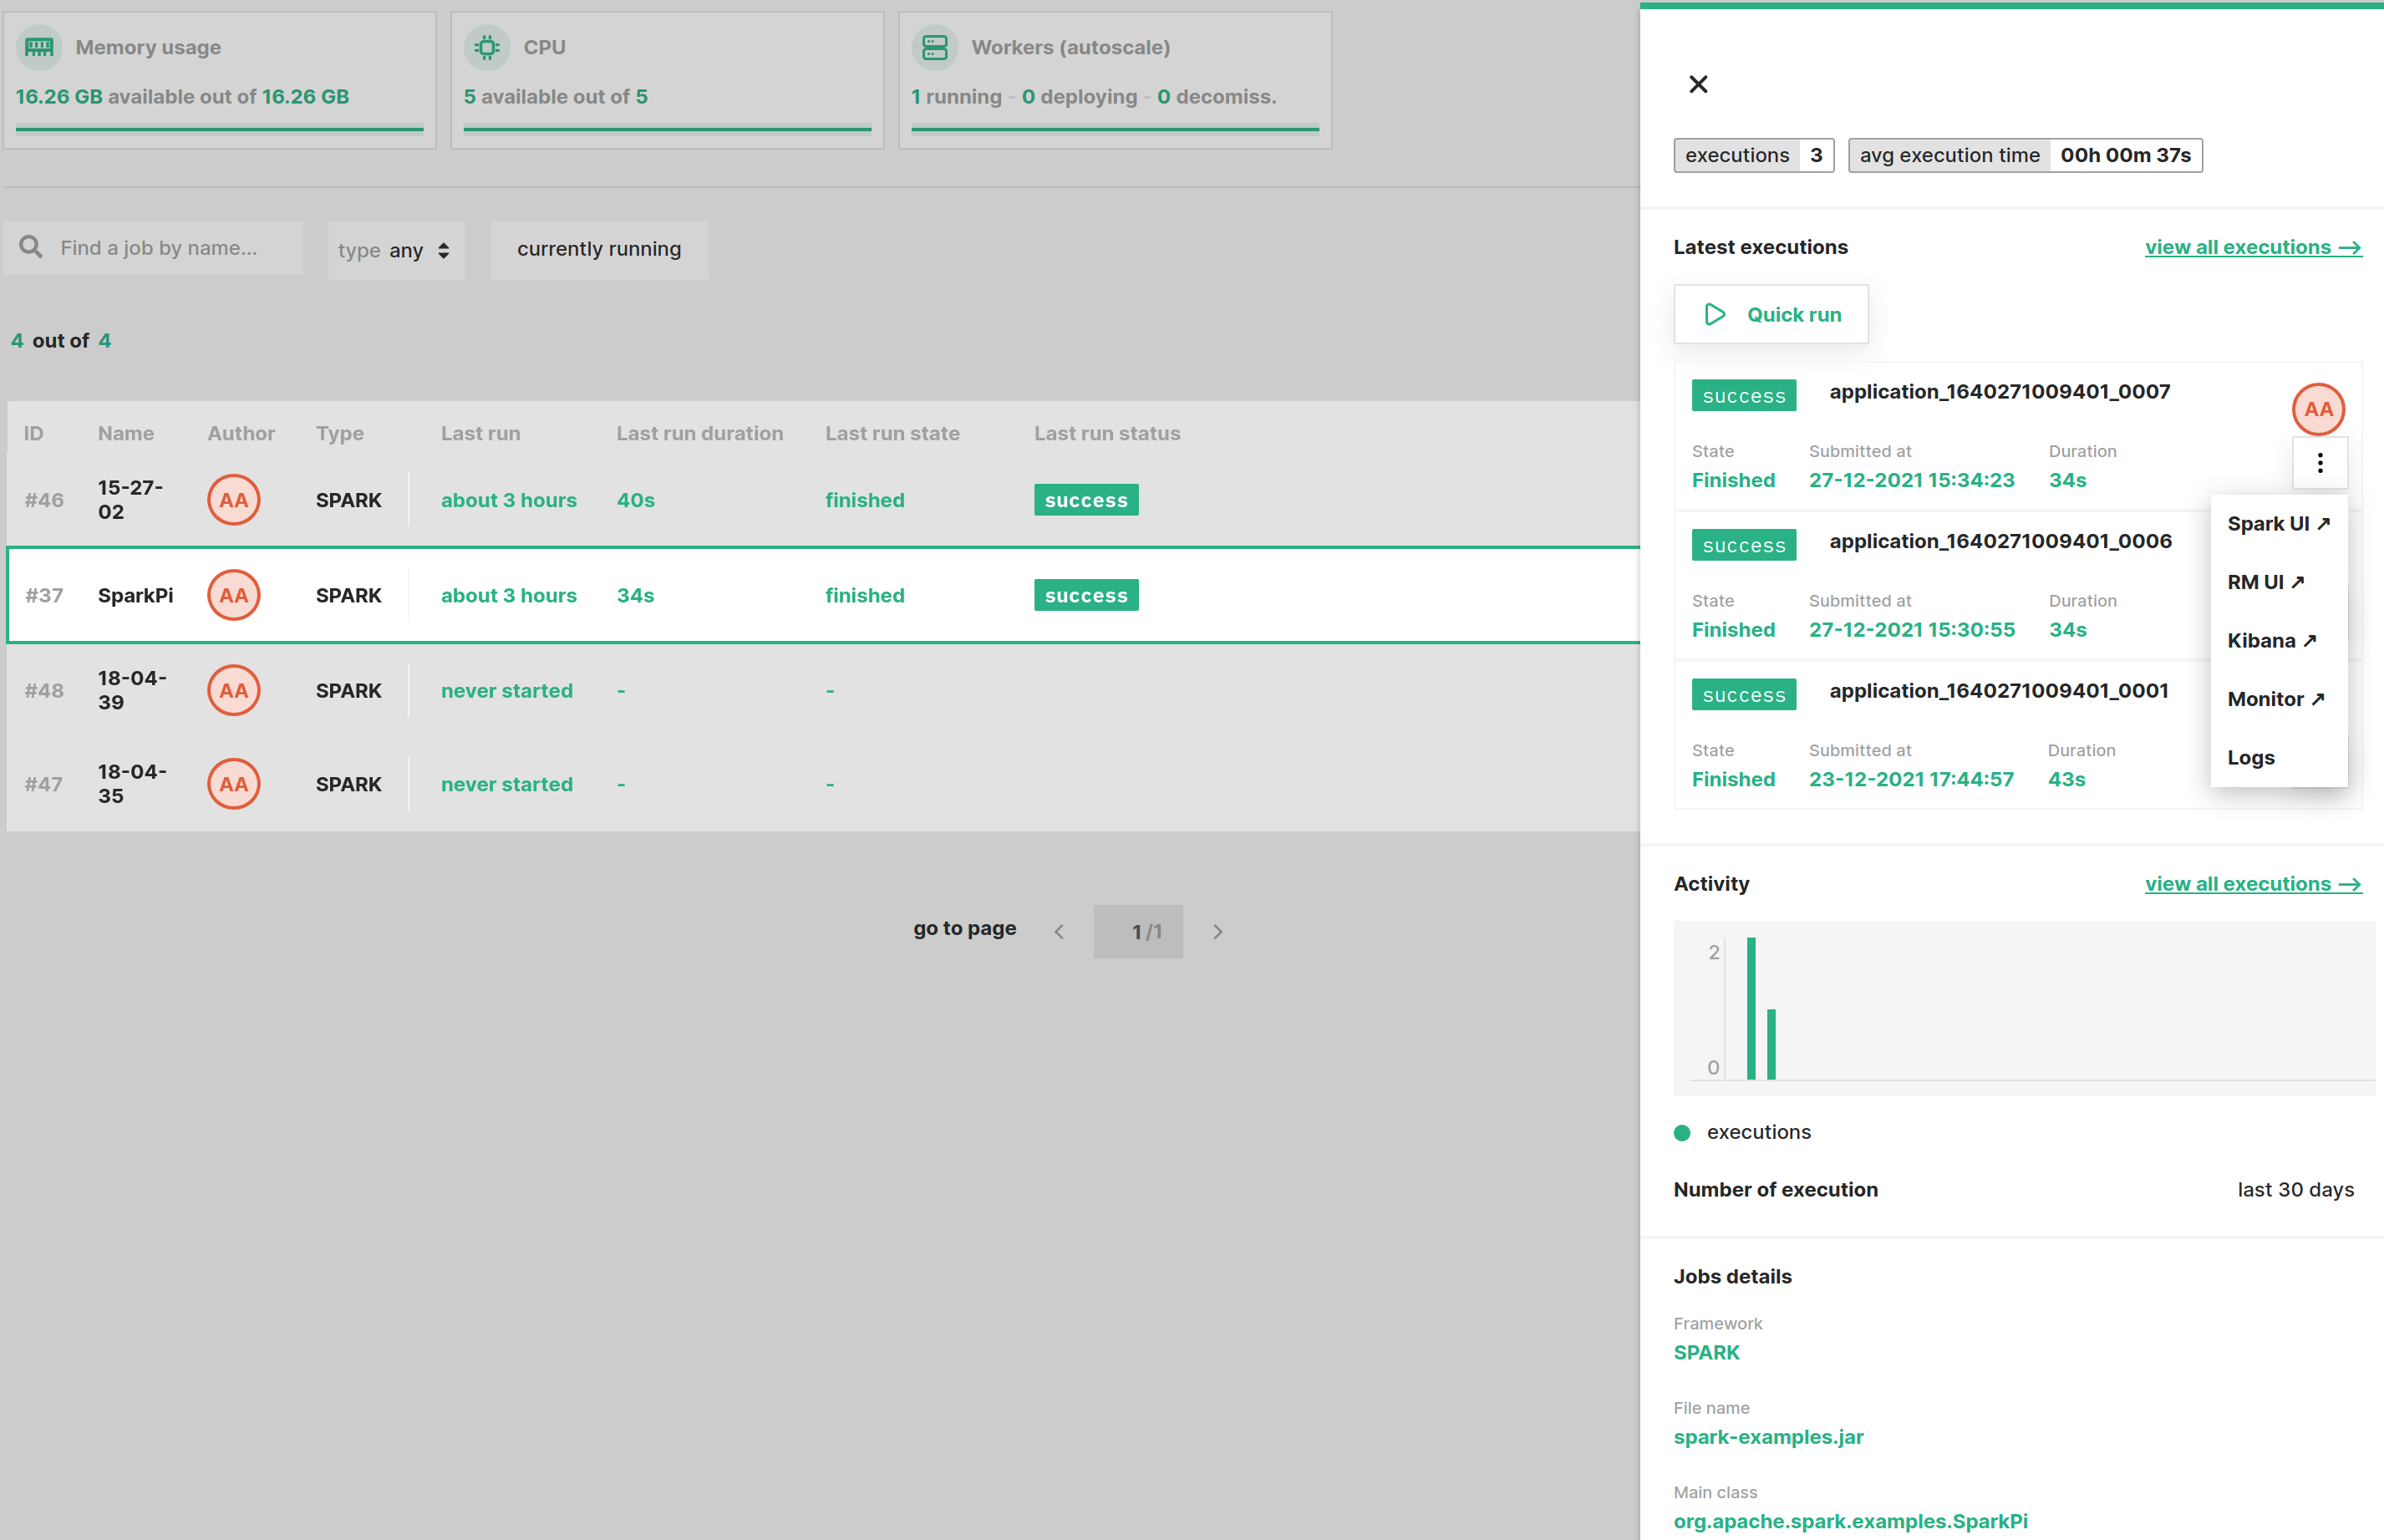 Memory usage
16.26 GB available out of 16.26 GB
CPU
5 available out of 5
Workers (autoscale)
1 running - 0 deploying - 0 decomiss.
Find a job by name...
type any
currently running
4 out of 4
ID Name Author Type Last run Last run duration Last run state Last run status
#46 15-27-02 AA SPARK about 3 hours 40s finished success
#37 SparkPi AA SPARK about 3 hours 34s finished success
#48 18-04-39 AA SPARK never started - -
#47 18-04-35 AA SPARK never started - -
go to page 1 /1
executions 3 avg execution time 00h 00m 37s
Latest executions view all executions →
Quick run
success application_1640271009401_0007
AA
State Submitted at Duration
Finished 27-12-2021 15:34:23 34s
success application_1640271009401_0006
State Submitted at Duration
Finished 27-12-2021 15:30:55 34s
success application_1640271009401_0001
State Submitted at Duration
Finished 23-12-2021 17:44:57 43s
Spark UI ↗
RM UI ↗
Kibana ↗
Monitor ↗
Logs
Activity view all executions →
2
0
executions
Number of execution last 30 days
Jobs details
Framework
SPARK
File name
spark-examples.jar
Main class
org.apache.spark.examples.SparkPi